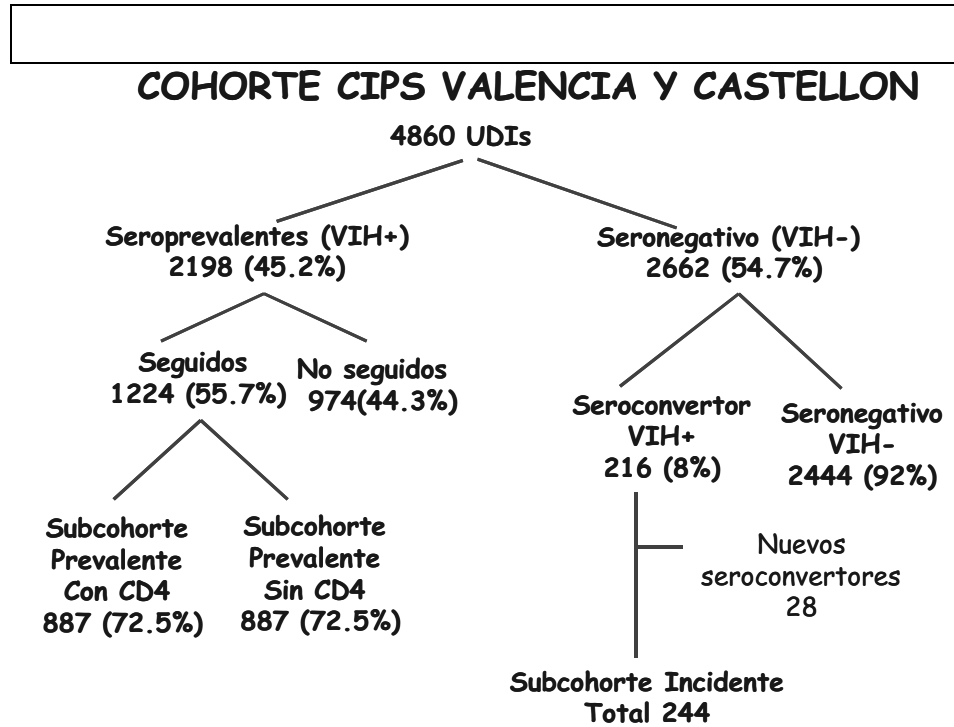 COHORTE CIPS VALENCIA Y CASTELLON
4860 UDIs
Seroprevalentes (VIH+)
2198 (45.2%)
Seronegativo (VIH-)
2662 (54.7%)
Seguidos
1224 (55.7%)
No seguidos
974(44.3%)
Seroconvertor
VIH+
216 (8%)
Seronegativo
VIH-
2444 (92%)
Subcohorte
Prevalente
Con CD4
887 (72.5%)
Subcohorte
Prevalente
Sin CD4
887 (72.5%)
Nuevos
seroconvertores
28
Subcohorte Incidente
Total 244